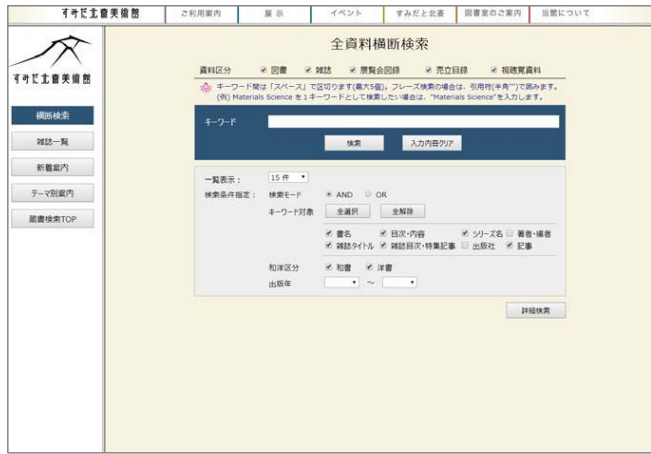 すみだ北斎美術館
ご利用案内
展 示
イベント
すみだと北斎
図書室のご案内
当館について
すみだ北斎美術館
横断検索
雑誌一覧
新着案内
テーマ別案内
蔵書検索TOP
全資料横断検索
資料区分 図書 雑誌 展覧会図録 売立目録 視聴覚資料
キーワード間は「スペース」で区切ります(最大5個)。フレーズ検索の場合は、引用符(半角"")で囲みます。
(例) Materials Science を1キーワードとして検索したい場合は、"Materials Science"を入力します。
キーワード
検索 入力内容クリア
一覧表示： 15 件
検索条件指定： 検索モード AND OR
キーワード対象 全選択 全解除
書名 目次・内容 シリーズ名 著者・編者
雑誌タイトル 雑誌目次・特集記事 出版社 記事
和洋区分 和書 洋書
出版年 ～
詳細検索